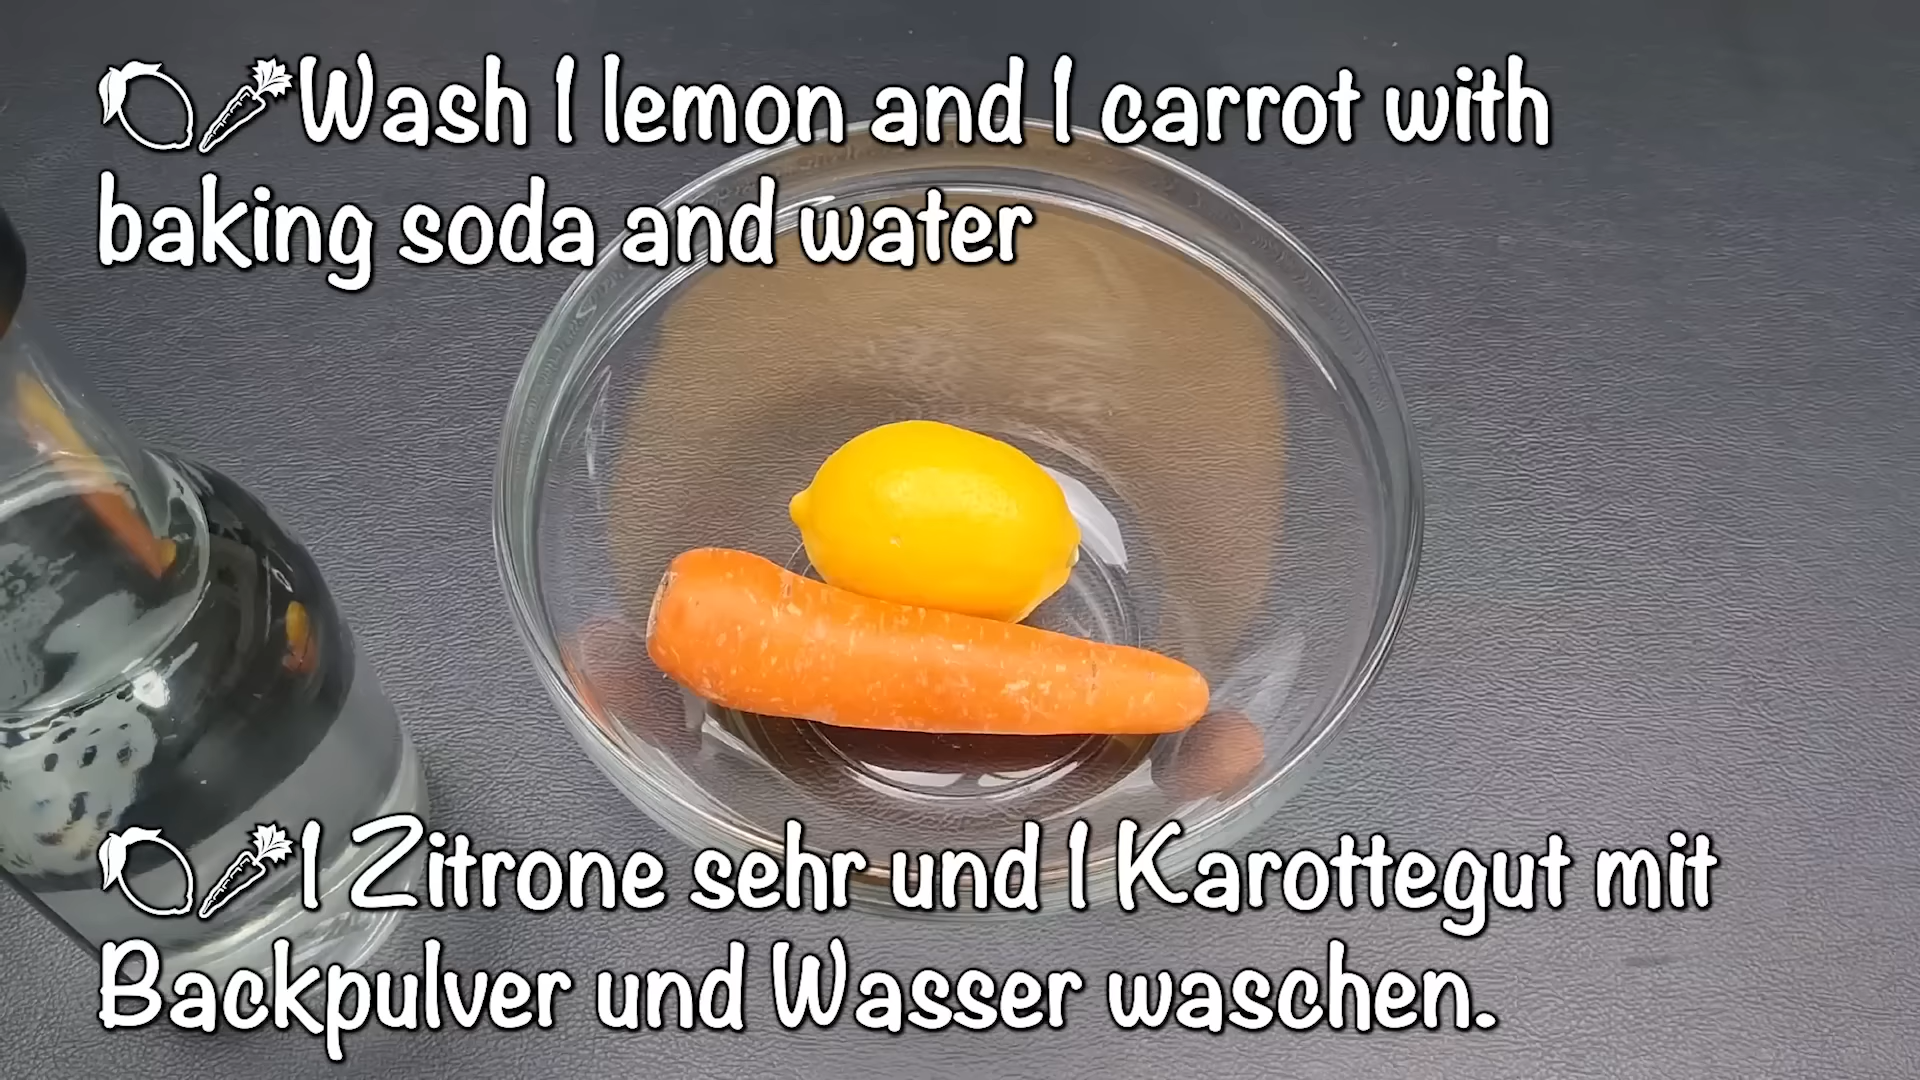 🍋🥕Wash 1 lemon and 1 carrot with
baking soda and water
🍋🥕1 Zitrone sehr und 1 Karottegut mit
Backpulver und Wasser waschen.